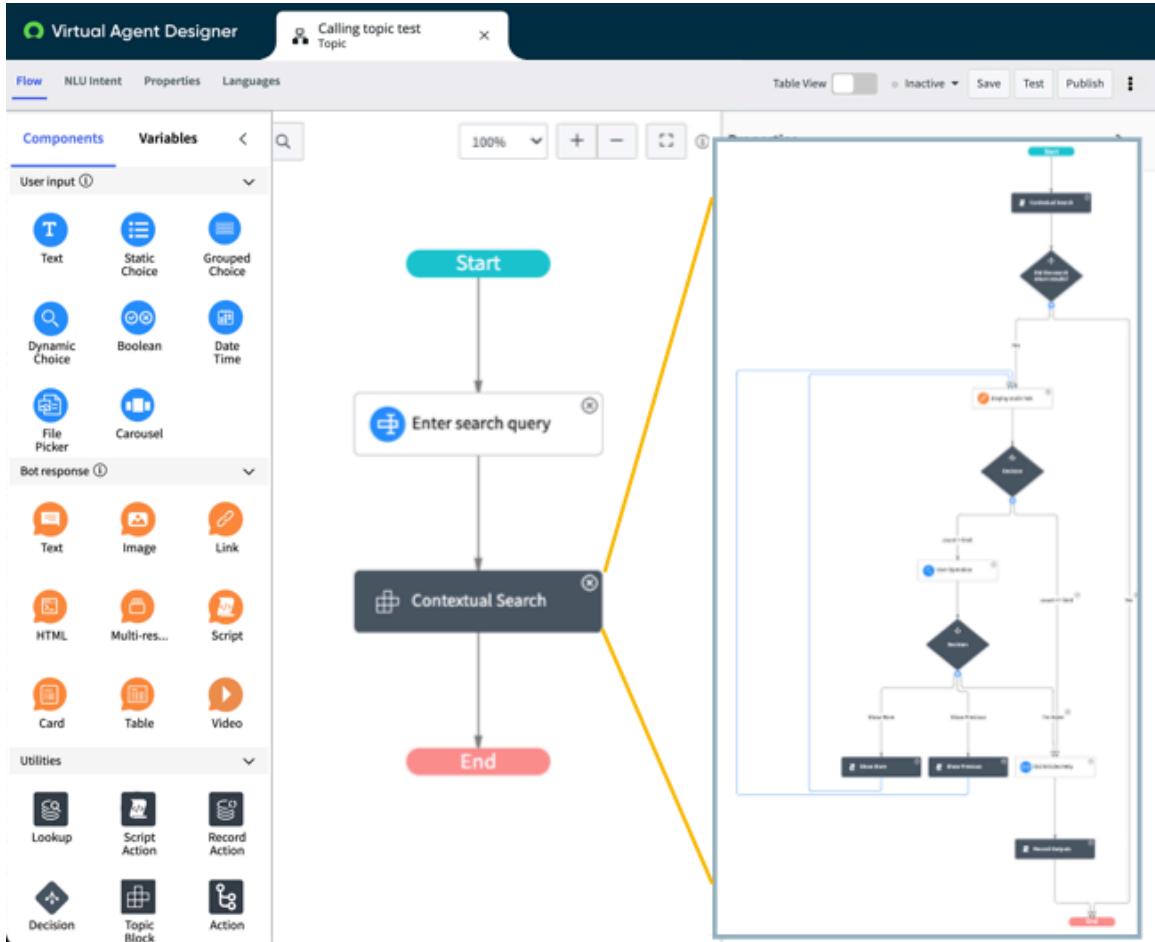 Virtual Agent Designer
Calling topic test
Topic
Flow
NLU Intent
Properties
Languages
Table View
Inactive
Save
Test
Publish
Components
Variables
100%
User input
Text
Static
Choice
Grouped
Choice
Dynamic
Choice
Boolean
Date
Time
File
Picker
Carousel
Bot response
Text
Image
Link
HTML
Multi-res...
Script
Card
Table
Video
Utilities
Lookup
Script
Action
Record
Action
Decision
Topic
Block
Action
Start
Enter search query
Contextual Search
End
Start
Contextual Search
Yes
Decision
Decision
Show More
Show Previous
Show More
Show Previous
Record Outputs
End